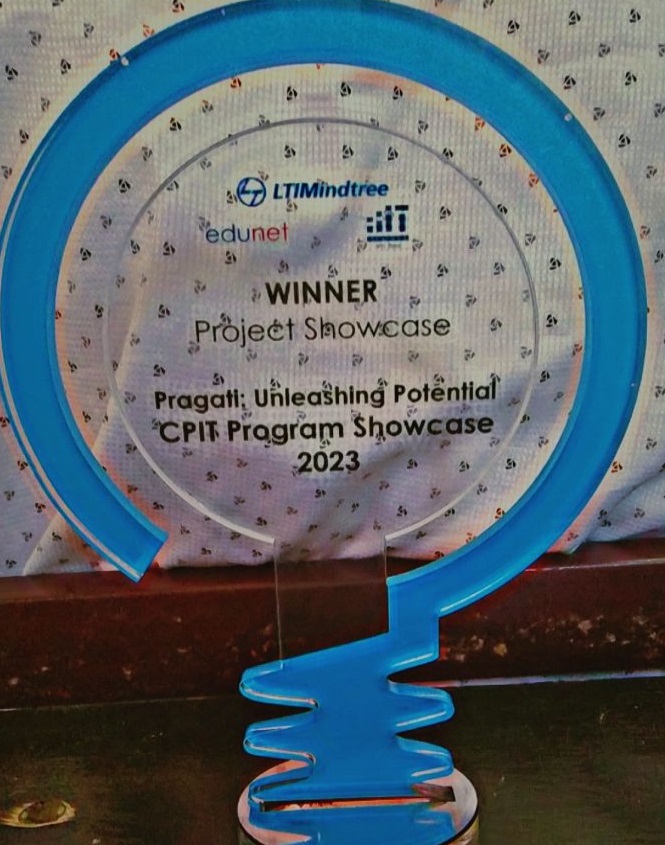 LTIMindtree
edunet
WINNER
Project Showcase
Pragati: Unleashing Potential
CPIT Program Showcase
2023